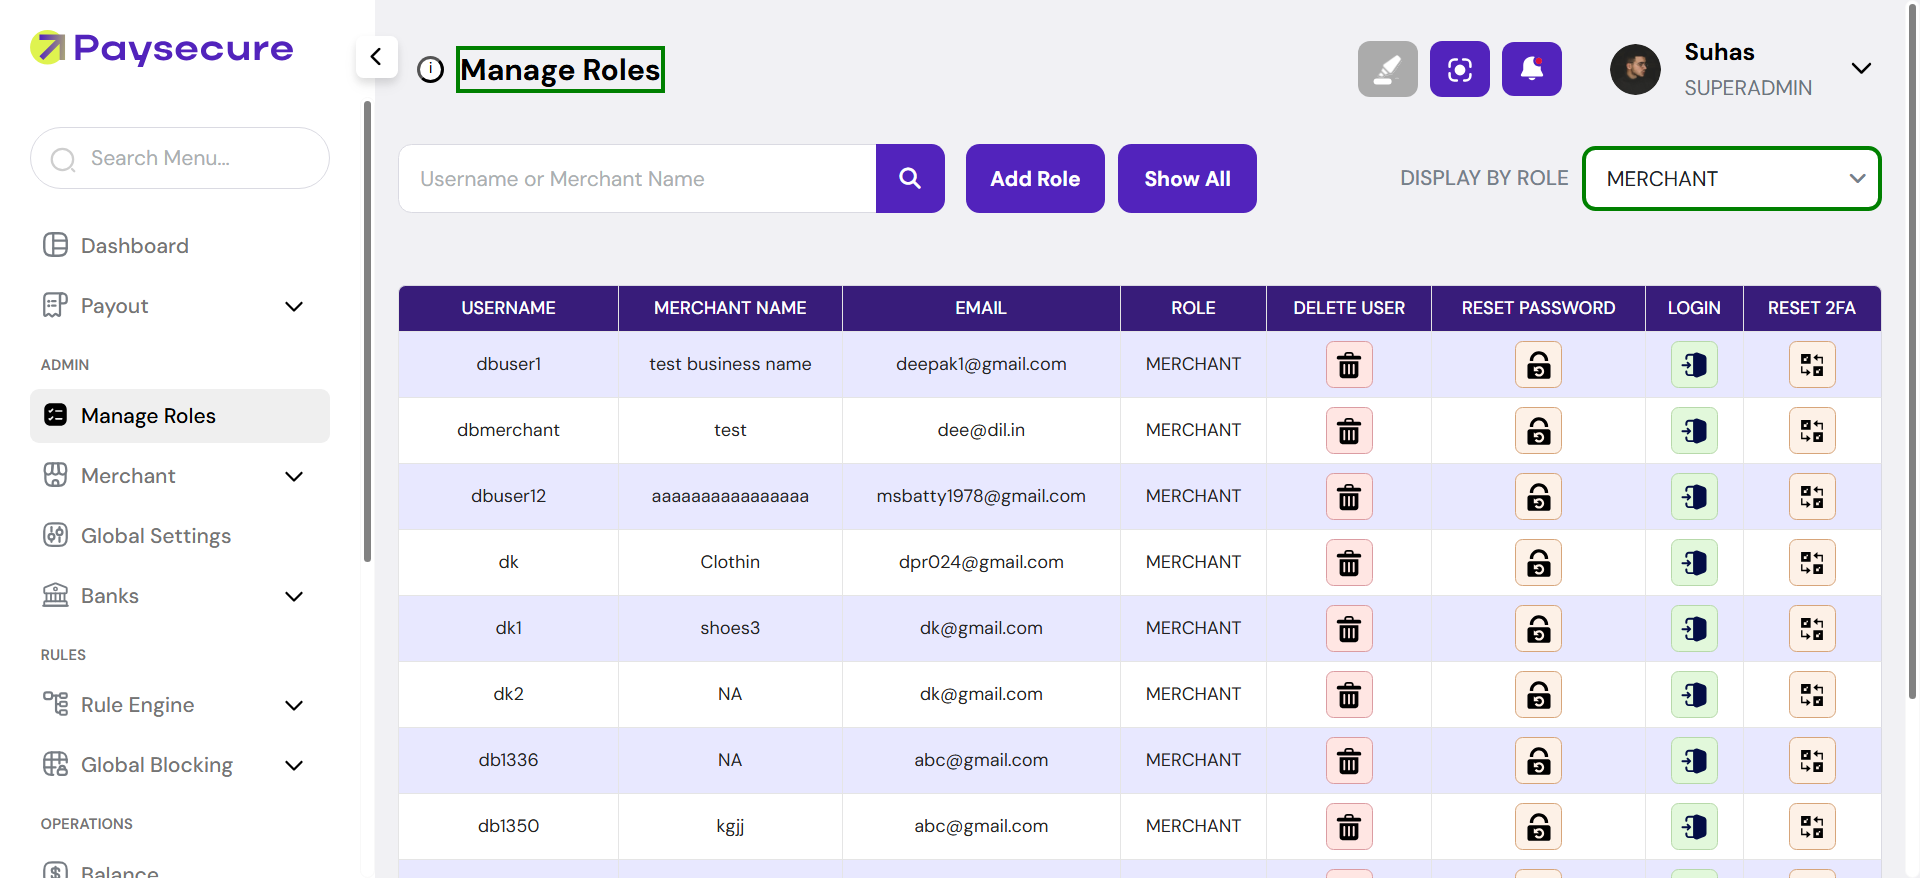 Paysecure
Search Menu...
Dashboard
Payout
ADMIN
Manage Roles
Merchant
Global Settings
Banks
RULES
Rule Engine
Global Blocking
OPERATIONS
Balance
Manage Roles
Suhas
SUPERADMIN
Username or Merchant Name
Add Role
Show All
DISPLAY BY ROLE
MERCHANT
USERNAME MERCHANT NAME EMAIL ROLE DELETE USER RESET PASSWORD LOGIN RESET 2FA
dbuser1 test business name deepak1@gmail.com MERCHANT
dbmerchant test dee@dil.in MERCHANT
dbuser12 aaaaaaaaaaaaaaaa msbatty1978@gmail.com MERCHANT
dk Clothin dpr024@gmail.com MERCHANT
dk1 shoes3 dk@gmail.com MERCHANT
dk2 NA dk@gmail.com MERCHANT
db1336 NA abc@gmail.com MERCHANT
db1350 kgjj abc@gmail.com MERCHANT